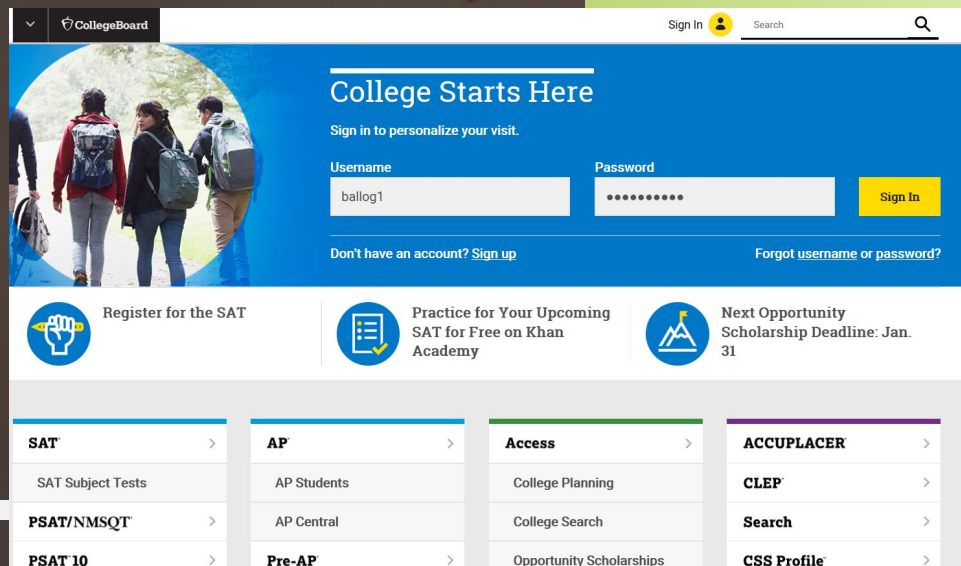 CollegeBoard
Sign In
Search
College Starts Here
Sign in to personalize your visit.
Username
Password
ballog1
••••••••••
Sign In
Don't have an account? Sign up
Forgot username or password?
Register for the SAT
Practice for Your Upcoming
SAT for Free on Khan
Academy
Next Opportunity
Scholarship Deadline: Jan.
31
SAT
SAT Subject Tests
PSAT/NMSQT
PSAT 10
AP
AP Students
AP Central
Pre-AP
Access
College Planning
College Search
Opportunity Scholarships
ACCUPLACER
CLEP
Search
CSS Profile